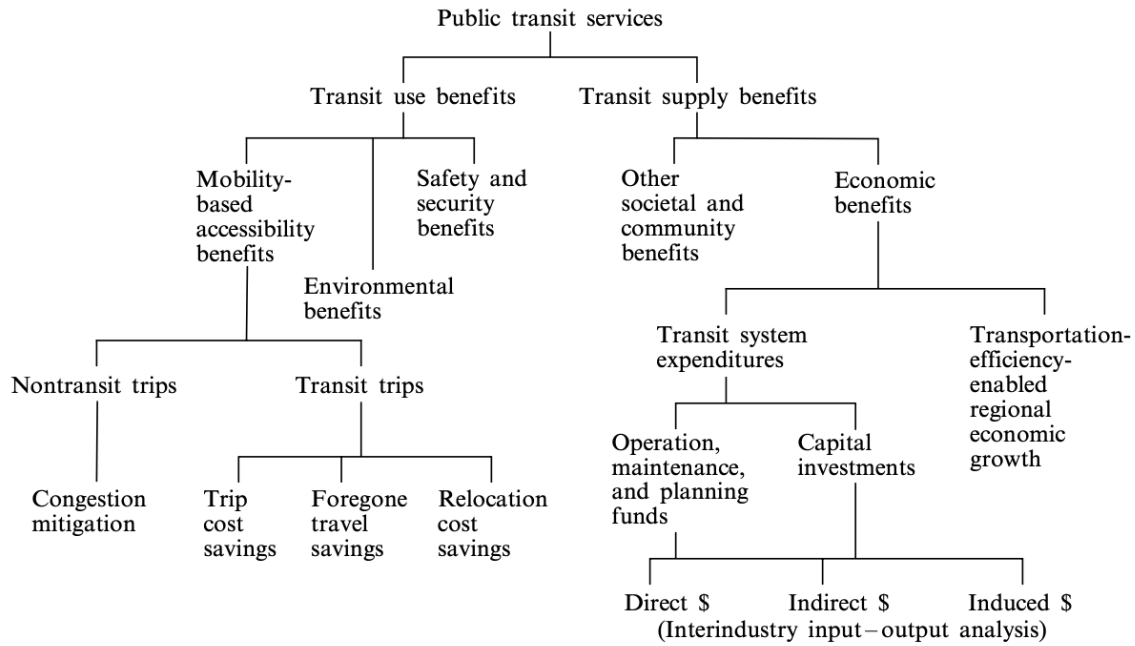 Public transit services
Transit use benefits
Transit supply benefits
Mobility-
based
accessibility
benefits
Safety and
security
benefits
Environmental
benefits
Other
societal and
community
benefits
Economic
benefits
Nontransit trips
Transit trips
Transit system
expenditures
Transportation-
efficiency-
enabled
regional
economic
growth
Congestion
mitigation
Trip
cost
savings
Foregone
travel
savings
Relocation
cost
savings
Operation,
maintenance,
and planning
funds
Capital
investments
Direct $
Indirect $
Induced $
(Interindustry input–output analysis)